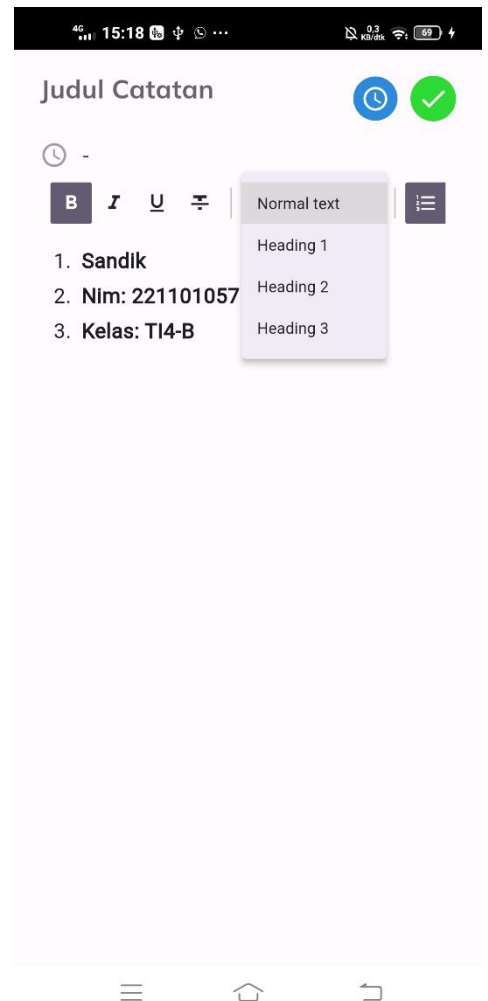 4G 15:18 0,3 KB/dtk 69
Judul Catatan
-
B I U T
Normal text
Heading 1
Heading 2
Heading 3
1. Sandik
2. Nim: 221101057
3. Kelas: TI4-B